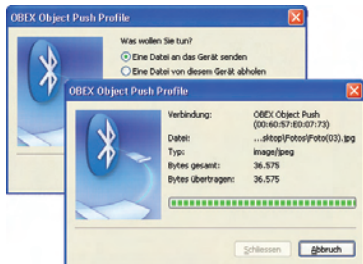 OBEX Object Push Profile
Was wollen Sie tun?
Eine Datei an das Gerät senden
Eine Datei von diesem Gerät abholen
OBEX Object Push Profile
Verbindung: OBEX Object Push
(00:60:57:E0:07:73)
Datei: ...sktop\Fotos\Foto(03).jpg
Typ: image/jpeg
Bytes gesamt: 36.575
Bytes übertragen: 36.575
Schliessen Abbruch